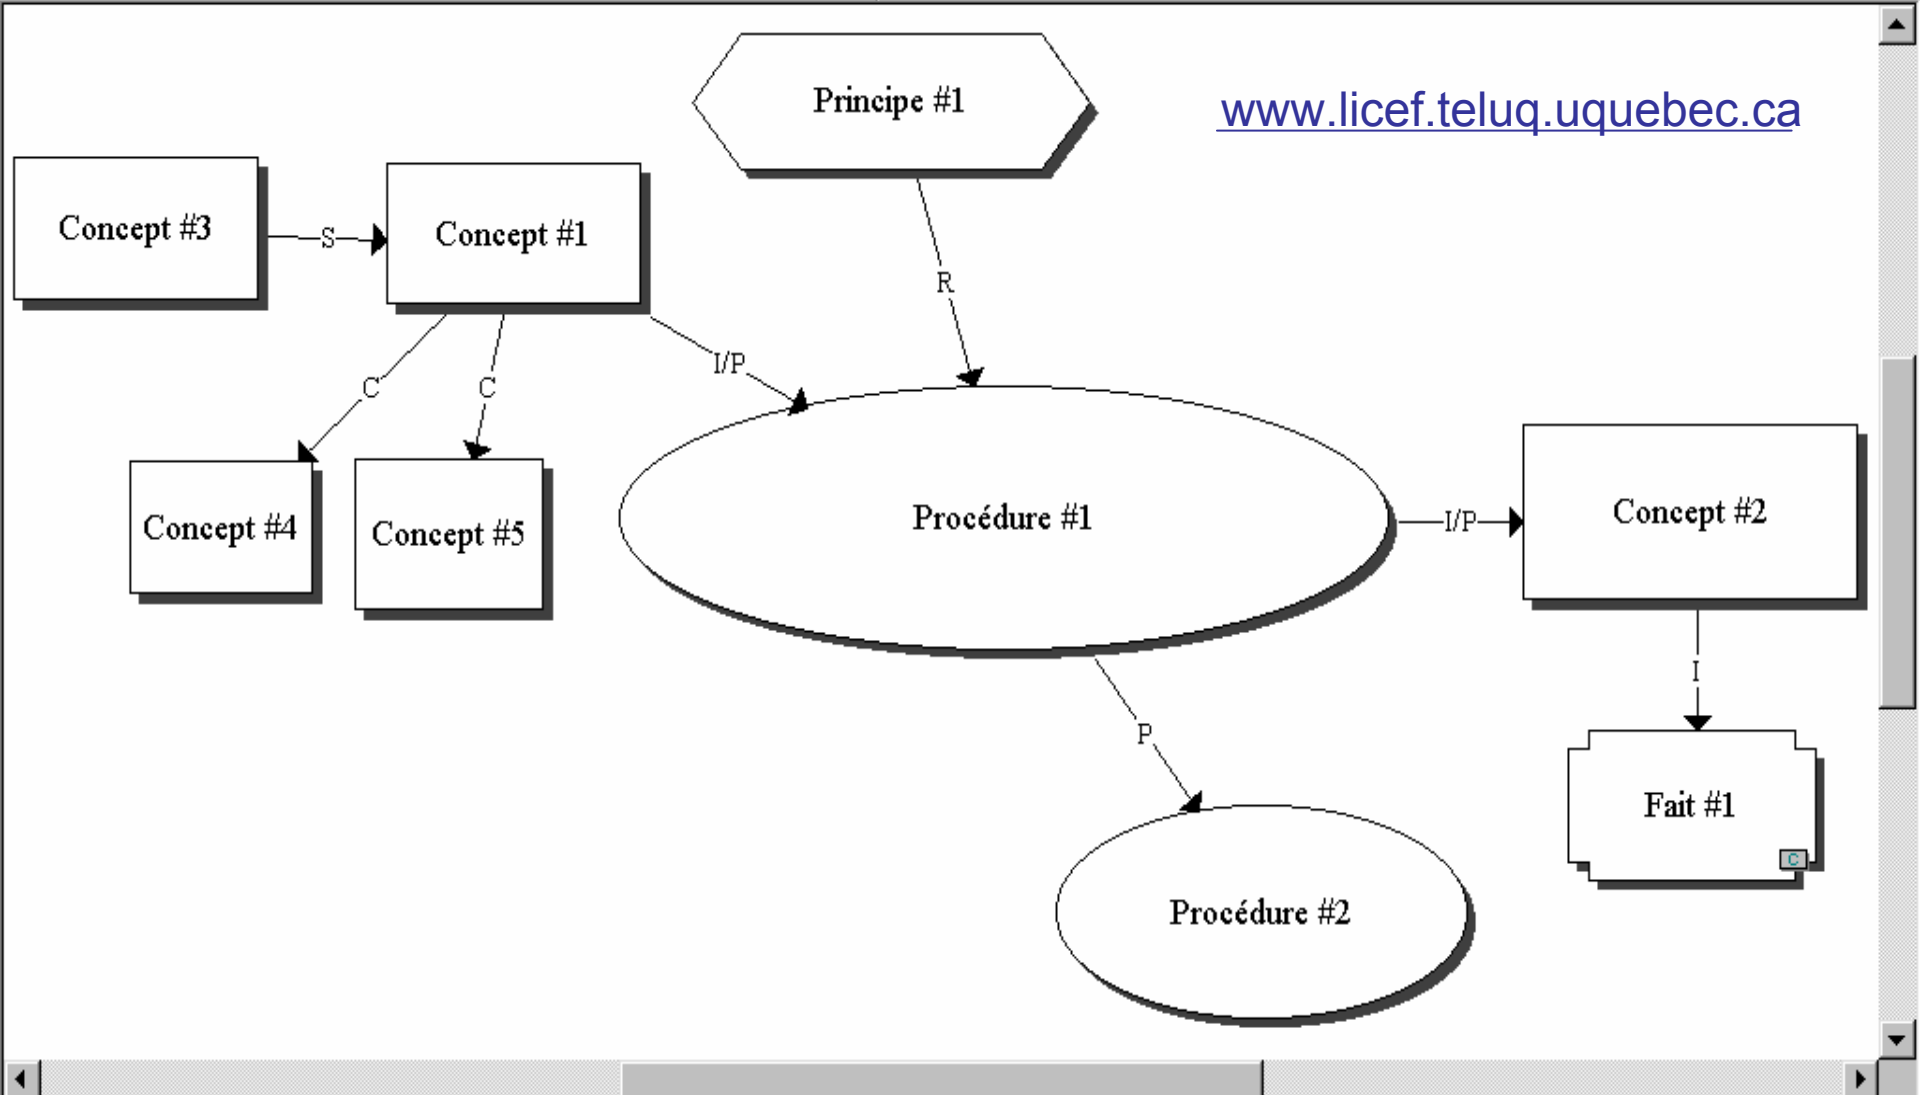 Principe #1
www.licef.teluq.uquebec.ca
Concept #3
S
Concept #1
R
I/P
C
C
Concept #4
Concept #5
Procédure #1
I/P
Concept #2
I
P
Fait #1
C
Procédure #2